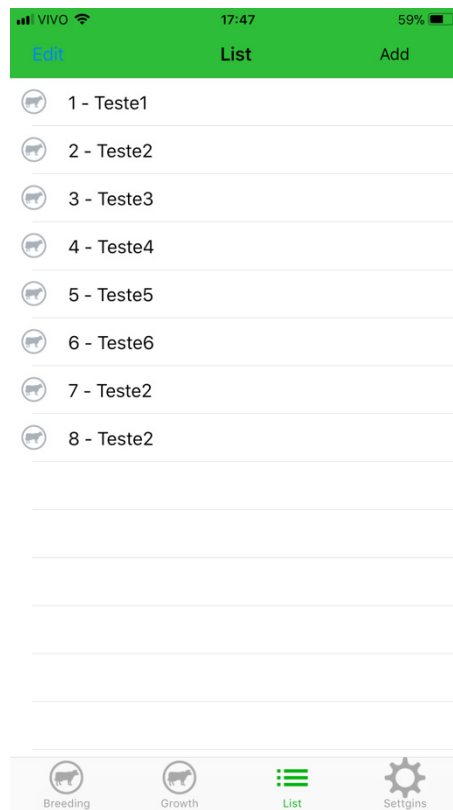 VIVO 17:47 59%
Edit List Add
1 - Teste1
2 - Teste2
3 - Teste3
4 - Teste4
5 - Teste5
6 - Teste6
7 - Teste2
8 - Teste2
Breeding Growth List Settgins